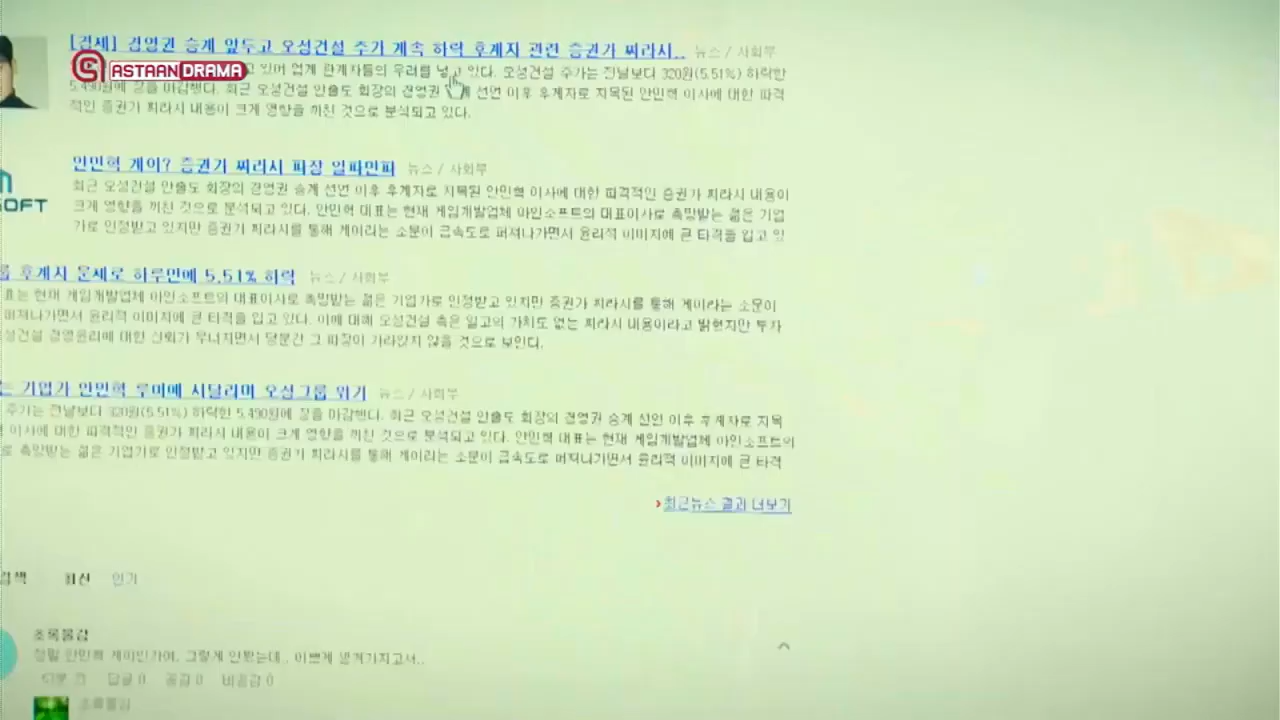 [경제] 경영권 승계 앞두고 오성건설 주가 계속 하락 후계자 관련 증권가 찌라시.. 뉴스 / 사회부
ASTAAN DRAMA
고 있어 업계 관계자들의 우려를 낳고 있다. 오성건설 주가는 전날보다 320원(5.51%) 하락한
5,490원에 장을 마감했다. 최근 오성건설 안출도 회장의 경영권 선언 이후 후계자로 지목된 안민혁 이사에 대한 파격
적인 증권가 찌라시 내용이 크게 영향을 끼친 것으로 분석되고 있다.
안민혁 게이? 증권가 찌라시 파장 일파만파 뉴스 / 사회부
최근 오성건설 안출도 회장의 경영권 승계 선언 이후 후계자로 지목된 안민혁 이사에 대한 파격적인 증권가 찌라시 내용이
SOFT
크게 영향을 끼친 것으로 분석되고 있다. 안민혁 대표는 현재 게임개발업체 아인소프트의 대표이사로 촉망받는 젊은 기업
가로 인정받고 있지만 증권가 찌라시를 통해 게이라는 소문이 급속도로 퍼져나가면서 윤리적 이미지에 큰 타격을 입고 있
룹 후계자 문제로 하루만에 5.51% 하락 뉴스 / 사회부
표는 현재 게임개발업체 아인소프트의 대표이사로 촉망받는 젊은 기업가로 인정받고 있지만 증권가 찌라시를 통해 게이라는 소문이
퍼져나가면서 윤리적 이미지에 큰 타격을 입고 있다. 이에 대해 오성건설 측은 일고의 가치도 없는 찌라시 내용이라고 밝혔지만 투자
성건설 경영윤리에 대한 신뢰가 무너지면서 당분간 그 파장이 가라앉지 않을 것으로 보인다.
는 기업가 안민혁 루머에 시달리며 오성그룹 위기 뉴스 / 사회부
주가는 전날보다 320원(5.51%) 하락한 5,490원에 장을 마감했다. 최근 오성건설 안출도 회장의 경영권 승계 선언 이후 후계자로 지목
이사에 대한 파격적인 증권가 찌라시 내용이 크게 영향을 끼친 것으로 분석되고 있다. 안민혁 대표는 현재 게임개발업체 아인소프트의
로 촉망받는 젊은 기업가로 인정받고 있지만 증권가 찌라시를 통해 게이라는 소문이 급속도로 퍼져나가면서 윤리적 이미지에 큰 타격
최근뉴스 결과 더보기
검색 최신 인기
초록물감
정말 안민혁 게이인가여, 그렇게 안봤는데.. 이쁘게 생겨가지고서..
답글 0 공감 0 비공감 0
초록물감